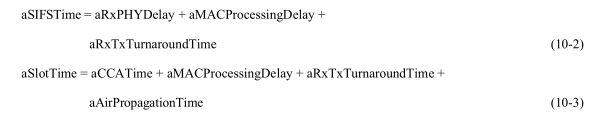 aSIFSTime = aRxPHYDelay + aMACProcessingDelay +
aRxTxTurnaroundTime (10-2)
aSlotTime = aCCATime + aMACProcessingDelay + aRxTxTurnaroundTime +
aAirPropagationTime (10-3)